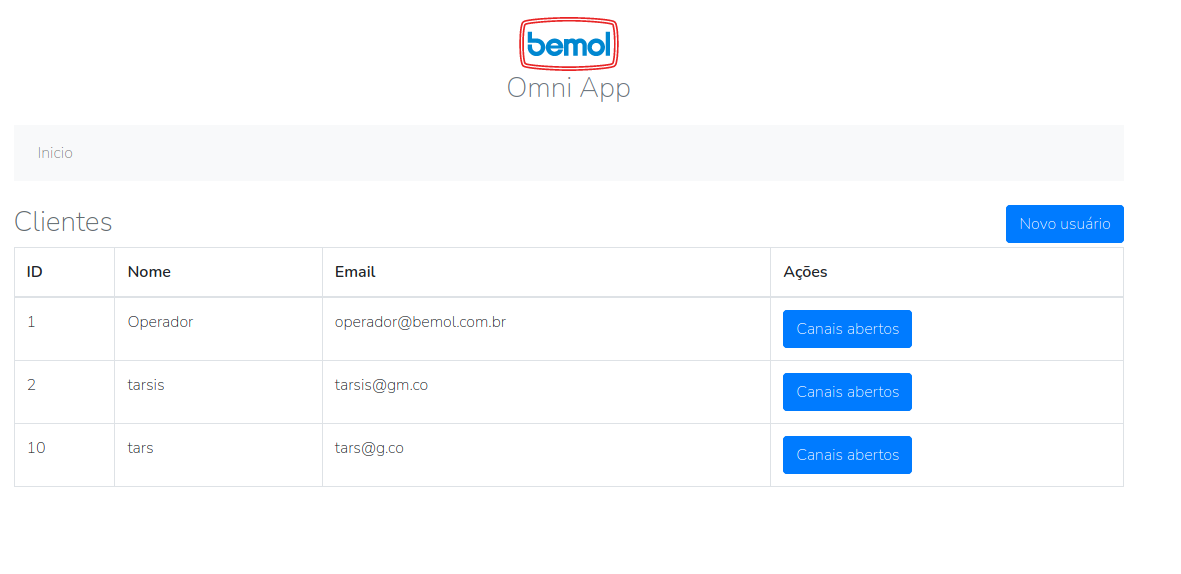 bemol
Omni App
Inicio
Clientes
Novo usuário
ID Nome Email Ações
1 Operador operador@bemol.com.br Canais abertos
2 tarsis tarsis@gm.co Canais abertos
10 tars tars@g.co Canais abertos